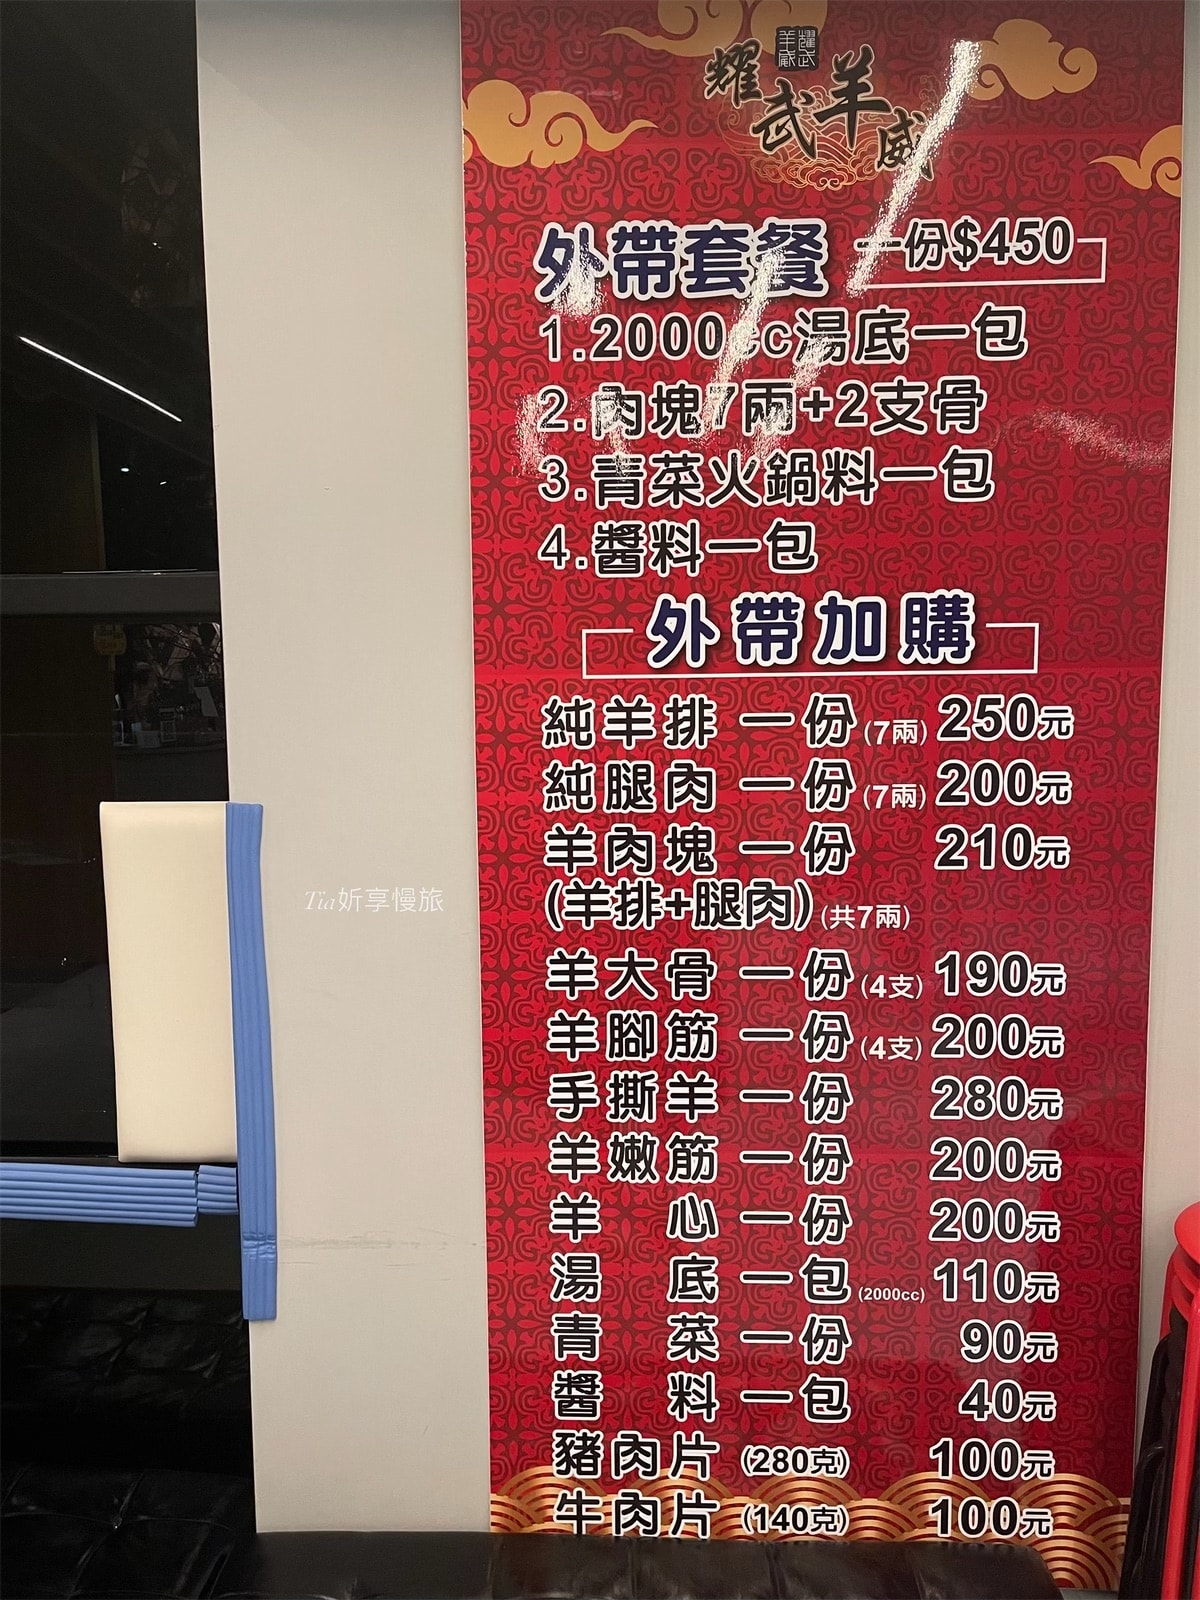 耀武羊威
耀武羊威
外帶套餐 一份$450
1.2000cc湯底一包
2.肉塊7兩+2支骨
3.青菜火鍋料一包
4.醬料一包
外帶加購
純羊排 一份 (7兩) 250元
純腿肉 一份 (7兩) 200元
羊肉塊 一份 210元
(羊排+腿肉) (共7兩)
羊大骨 一份 (4支) 190元
羊腳筋 一份 (4支) 200元
手撕羊 一份 280元
羊嫩筋 一份 200元
羊心 一份 200元
湯底 一包 (2000cc) 110元
青菜 一份 90元
醬料 一包 40元
豬肉片 (280克) 100元
牛肉片 (140克) 100元
Tia妡享慢旅